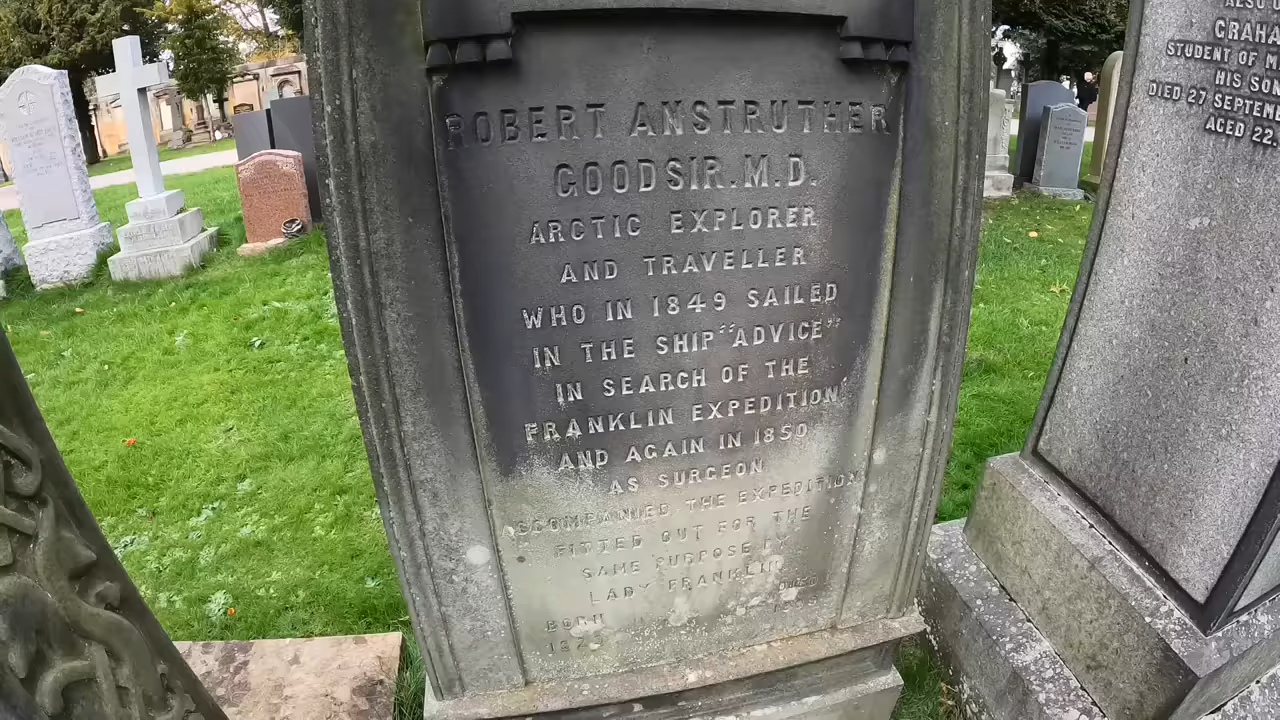 ROBERT ANSTRUTHER
GOODSIR. M. D.
ARCTIC EXPLORER
AND TRAVELLER
WHO IN 1849 SAILED
IN THE SHIP "ADVICE"
IN SEARCH OF THE
FRANKLIN EXPEDITION
AND AGAIN IN 1850
AS SURGEON
ACCOMPANIED THE EXPEDITION
FITTED OUT FOR THE
SAME PURPOSE BY
LADY FRANKLIN
BORN
DIED
ALSO
STUDENT OF
HIS SON
DIED 27
AGED 22.